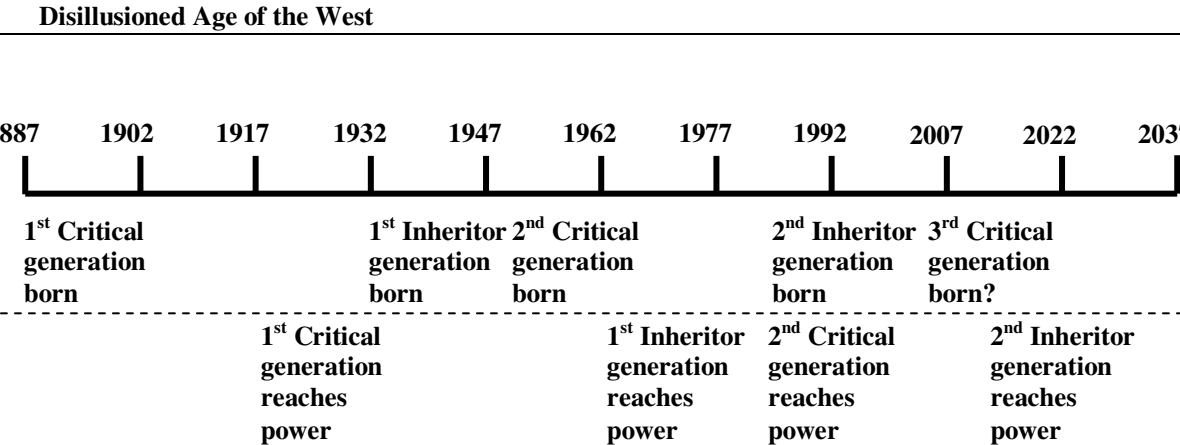 Disillusioned Age of the West
887 1902 1917 1932 1947 1962 1977 1992 2007 2022 203
1st Critical 1st Inheritor 2nd Critical 2nd Inheritor 3rd Critical
generation generation generation generation generation
born born born born born?
1st Critical 1st Inheritor 2nd Critical 2nd Inheritor
generation generation generation generation
reaches reaches reaches reaches
power power power power